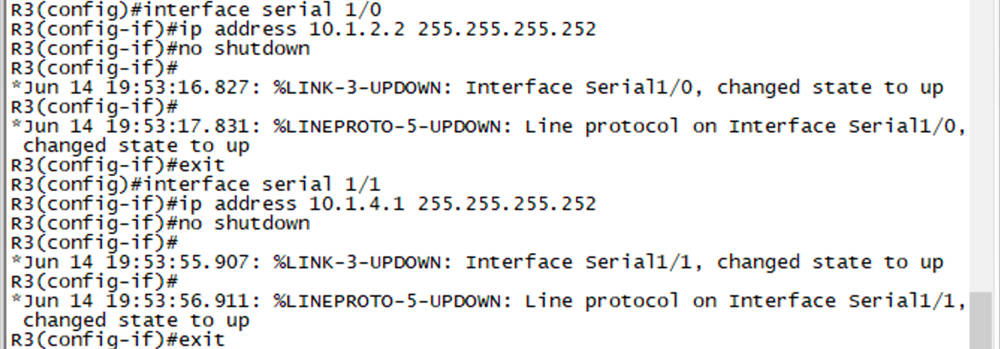 R3(config)#interface serial 1/0
R3(config-if)#ip address 10.1.2.2 255.255.255.252
R3(config-if)#no shutdown
R3(config-if)#
*Jun 14 19:53:16.827: %LINK-3-UPDOWN: Interface Serial1/0, changed state to up
R3(config-if)#
*Jun 14 19:53:17.831: %LINEPROTO-5-UPDOWN: Line protocol on Interface Serial1/0,
 changed state to up
R3(config-if)#exit
R3(config)#interface serial 1/1
R3(config-if)#ip address 10.1.4.1 255.255.255.252
R3(config-if)#no shutdown
R3(config-if)#
*Jun 14 19:53:55.907: %LINK-3-UPDOWN: Interface Serial1/1, changed state to up
R3(config-if)#
*Jun 14 19:53:56.911: %LINEPROTO-5-UPDOWN: Line protocol on Interface Serial1/1,
 changed state to up
R3(config-if)#exit